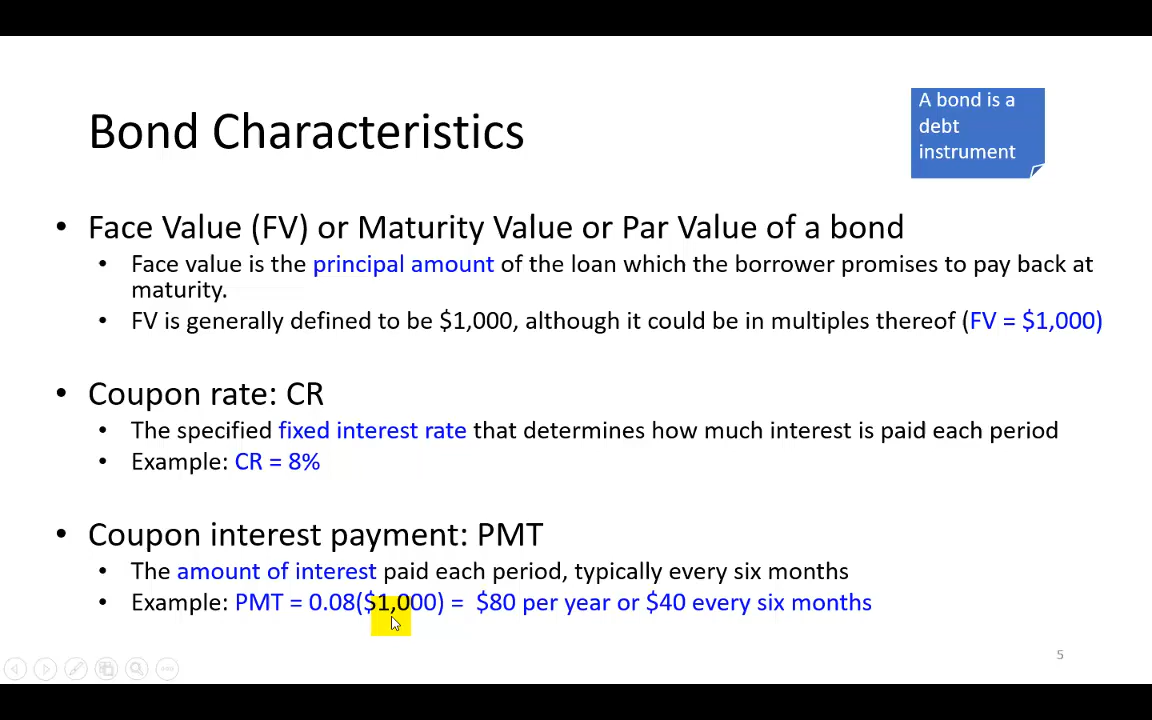 Bond Characteristics
A bond is a
debt
instrument
• Face Value (FV) or Maturity Value or Par Value of a bond
• Face value is the principal amount of the loan which the borrower promises to pay back at
maturity.
• FV is generally defined to be $1,000, although it could be in multiples thereof (FV = $1,000)
• Coupon rate: CR
• The specified fixed interest rate that determines how much interest is paid each period
• Example: CR = 8%
• Coupon interest payment: PMT
• The amount of interest paid each period, typically every six months
• Example: PMT = 0.08($1,000) = $80 per year or $40 every six months
5